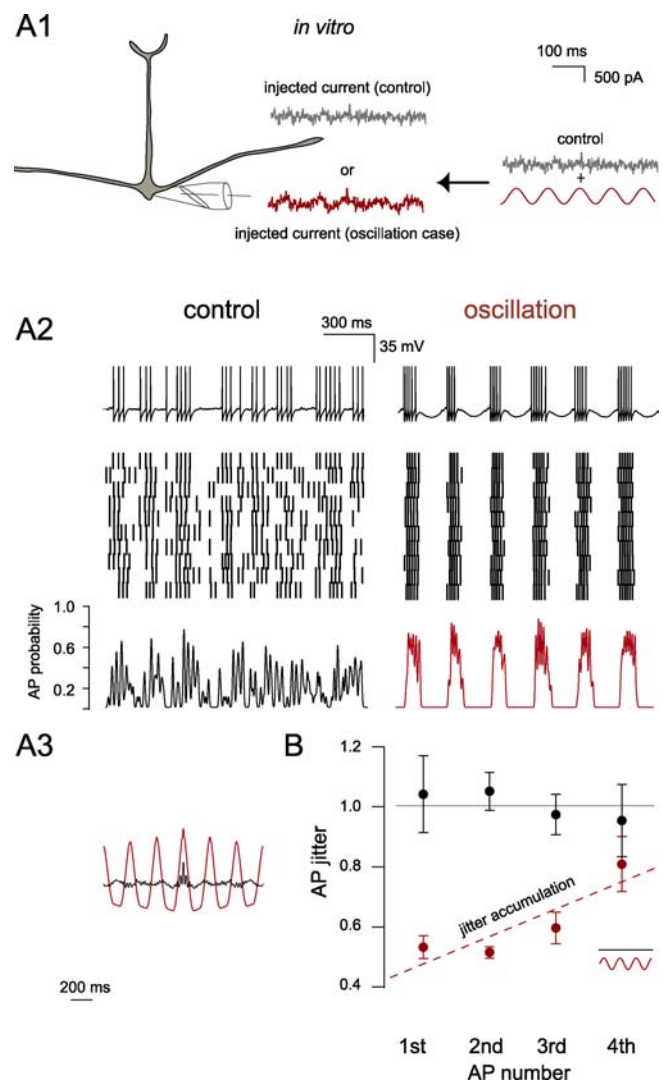 A1
in vitro
100 ms
500 pA
injected current (control)
control
+
or
injected current (oscillation case)
control
oscillation
A2
300 ms
35 mV
1.0
0.6
0.2
AP probability
A3
200 ms
B
1.2
1.0
0.8
0.6
0.4
AP jitter
jitter accumulation
1st 2nd 3rd 4th
AP number